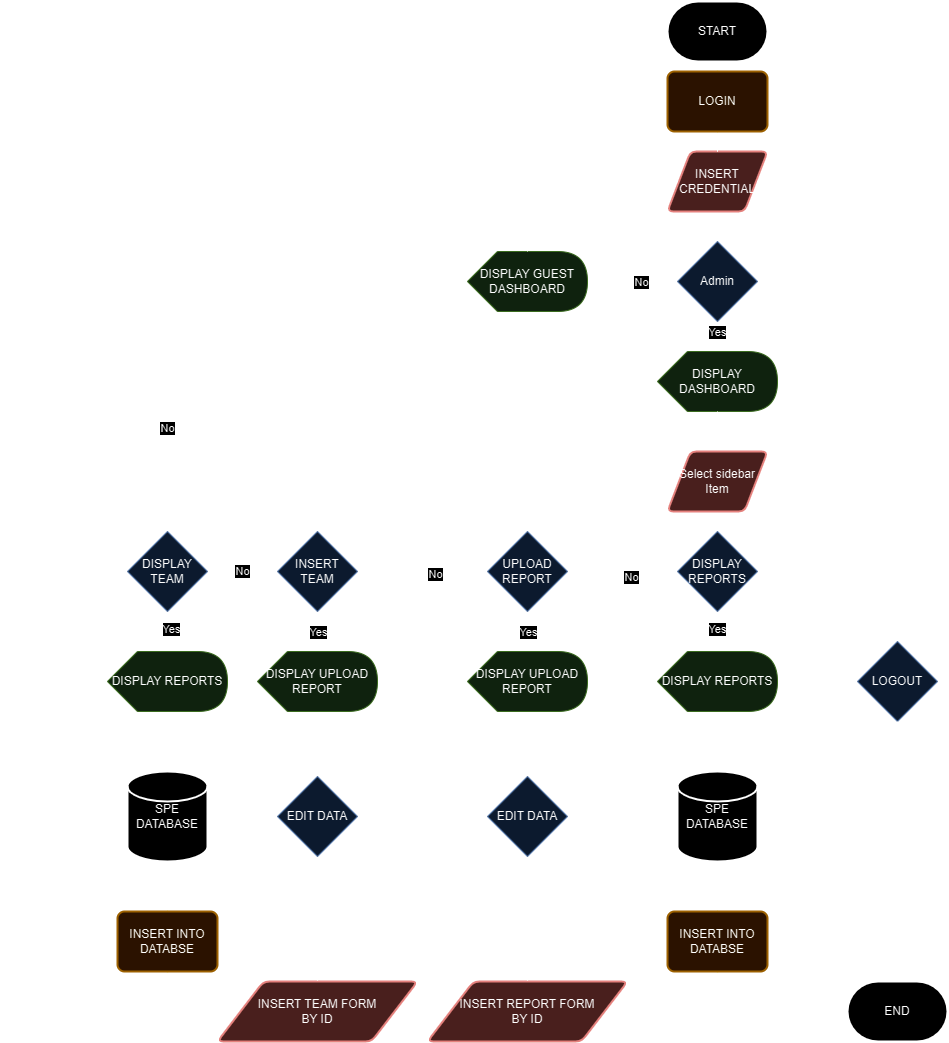 START
LOGIN
INSERT
CREDENTIAL
DISPLAY GUEST
DASHBOARD
No
Admin
Yes
DISPLAY
DASHBOARD
No
Select sidebar
Item
DISPLAY
TEAM
No
INSERT
TEAM
No
UPLOAD
REPORT
No
DISPLAY
REPORTS
Yes
Yes
Yes
Yes
DISPLAY REPORTS
DISPLAY UPLOAD
REPORT
DISPLAY UPLOAD
REPORT
DISPLAY REPORTS
LOGOUT
SPE
DATABASE
EDIT DATA
EDIT DATA
SPE
DATABASE
INSERT INTO
DATABSE
INSERT INTO
DATABSE
INSERT TEAM FORM
BY ID
INSERT REPORT FORM
BY ID
END